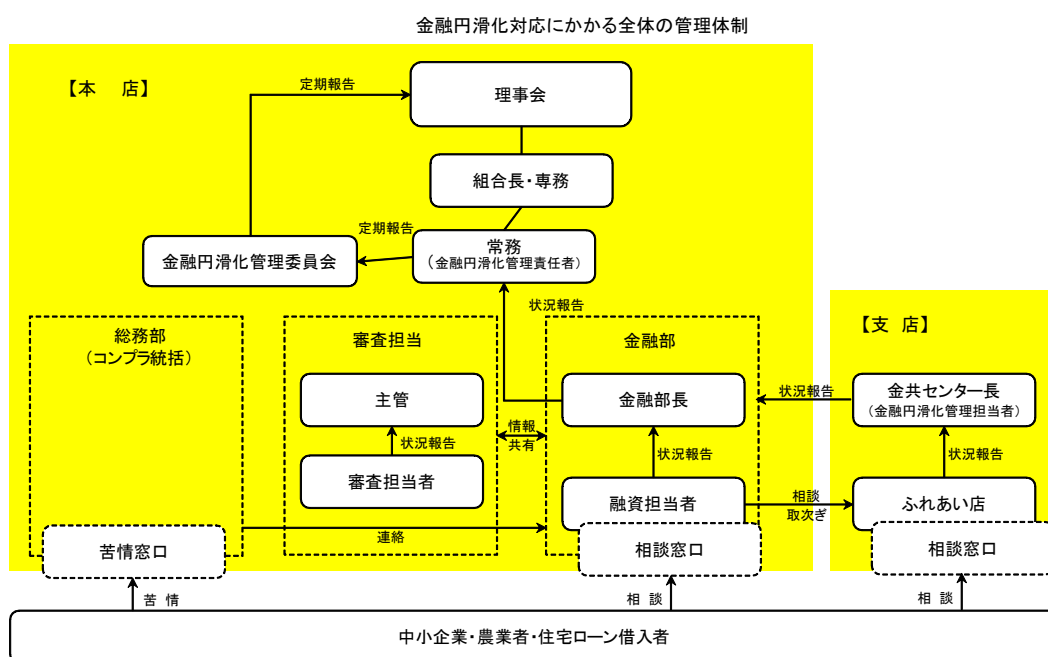 金融円滑化対応にかかる全体の管理体制
【本　店】
定期報告
理事会
組合長・専務
定期報告
金融円滑化管理委員会
常務
（金融円滑化管理責任者）
状況報告
【支 店】
総務部
（コンプラ統括）
審査担当
金融部
主管
金融部長
状況報告
金共センター長
（金融円滑化管理担当者）
状況報告
情報
共有
状況報告
状況報告
審査担当者
融資担当者
相談
取次ぎ
ふれあい店
連絡
苦情窓口
相談窓口
相談窓口
苦 情
相 談
相 談
中小企業・農業者・住宅ローン借入者